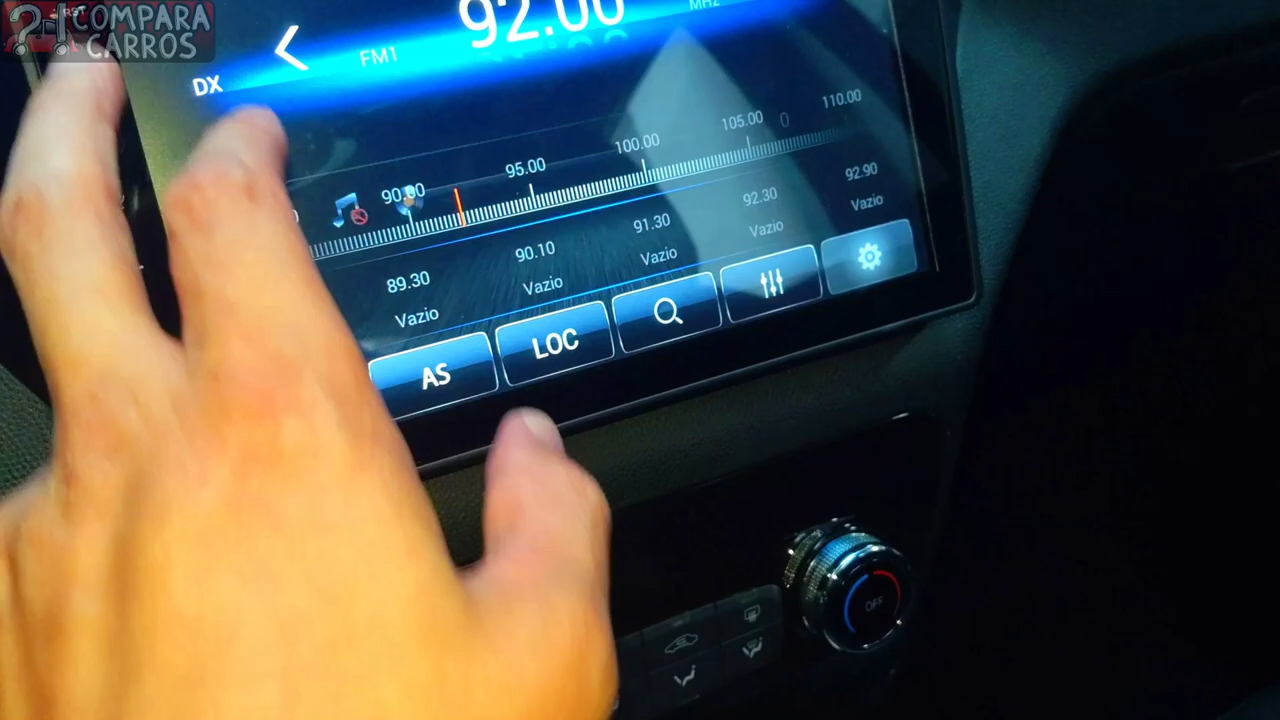 ?! COMPARA
CARROS
92.00
MHz
FM1
DX
90.00 95.00 100.00 105.00 110.00
0
89.30 90.10 91.30 92.30 92.90
Vazio Vazio Vazio Vazio Vazio
AS LOC
OFF